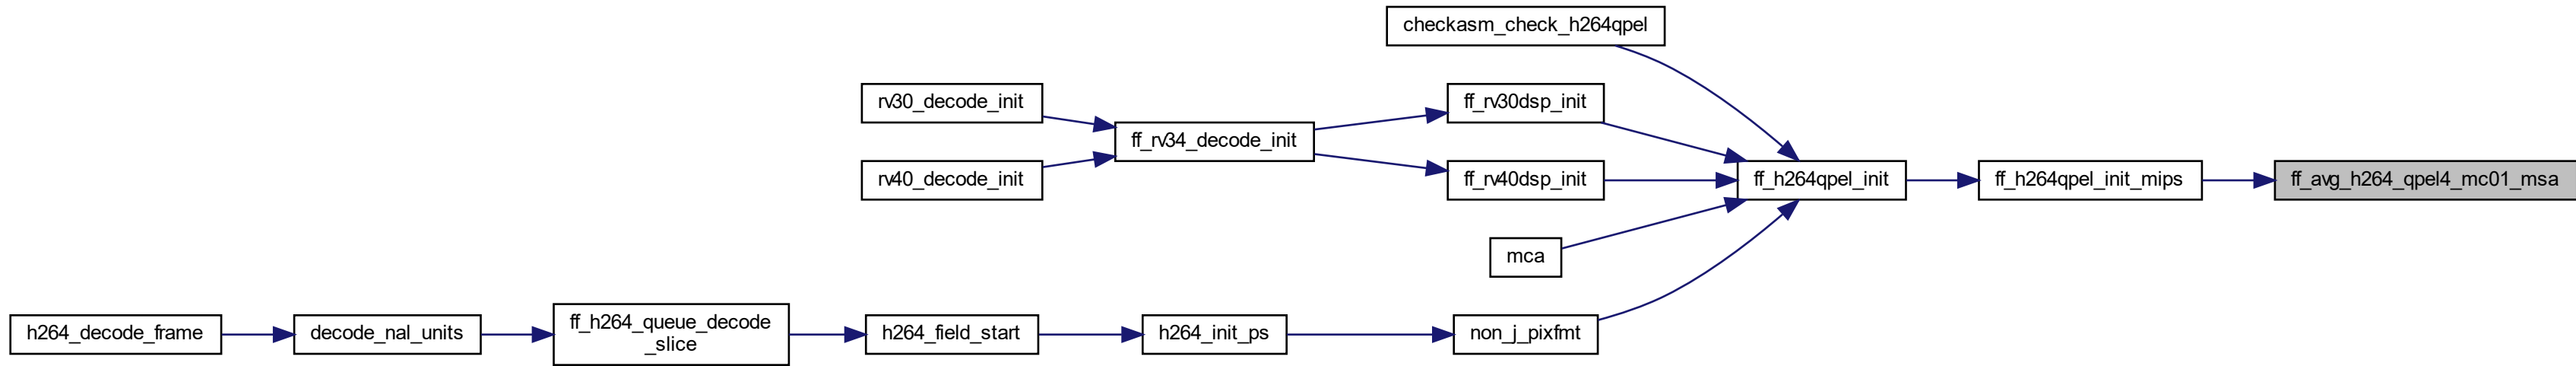 checkasm_check_h264qpel
rv30_decode_init
ff_rv30dsp_init
ff_rv34_decode_init
rv40_decode_init
ff_rv40dsp_init
ff_h264qpel_init
ff_h264qpel_init_mips
ff_avg_h264_qpel4_mc01_msa
mca
h264_decode_frame
decode_nal_units
ff_h264_queue_decode
_slice
h264_field_start
h264_init_ps
non_j_pixfmt